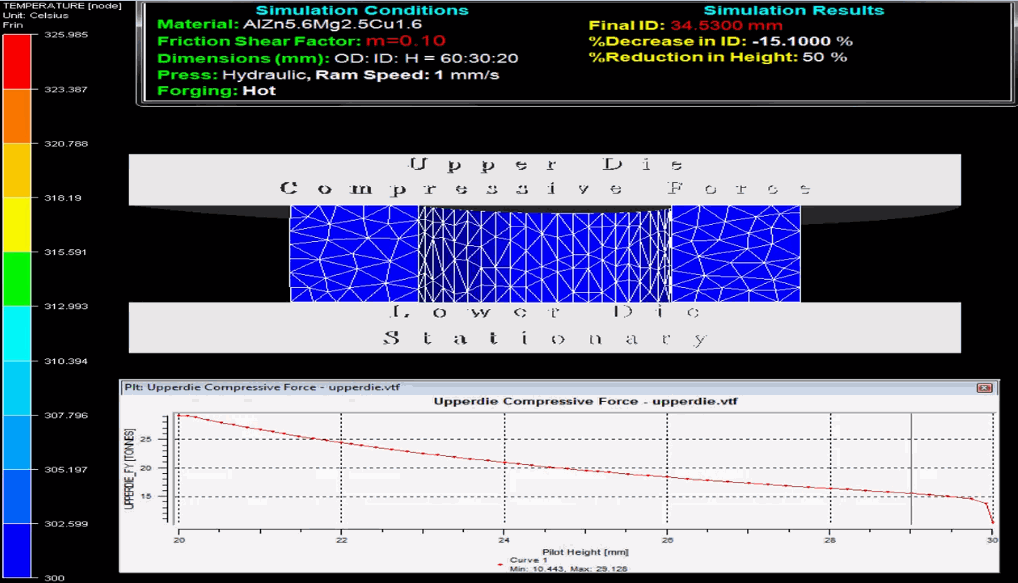 TEMPERATURE [node]
Unit: Celsius
Frin
325.985
323.387
320.788
318.19
315.591
312.993
310.394
307.796
305.197
302.599
300
Simulation Conditions
Material: AlZn5.6Mg2.5Cu1.6
Friction Shear Factor: m=0.10
Dimensions (mm): OD: ID: H = 60:30:20
Press: Hydraulic, Ram Speed: 1 mm/s
Forging: Hot
Simulation Results
Final ID: 34.5300 mm
%Decrease in ID: -15.1000 %
%Reduction in Height: 50 %
Upper Die
Compressive Force
Lower Die
Stationary
Plt: Upperdie Compressive Force - upperdie.vtf
Upperdie Compressive Force - upperdie.vtf
UPPERDIE_FY [TONNES]
25
20
15
20 22 24 26 28 30
Pilot Height [mm]
Curve 1
Min: 10.443, Max: 29.128